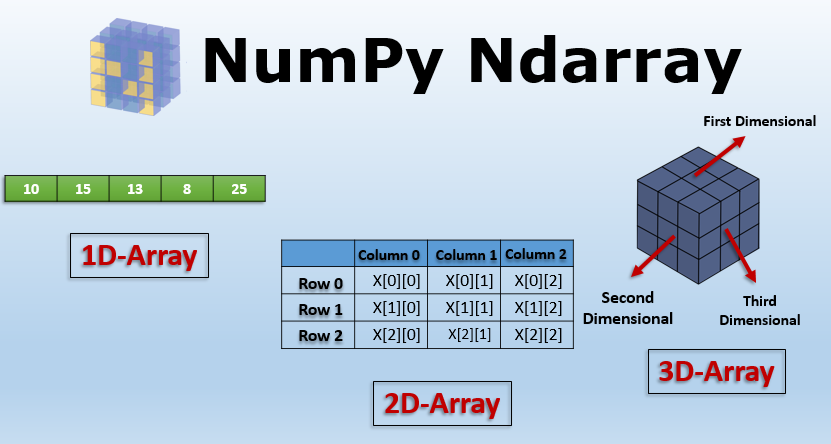 NumPy Ndarray
First Dimensional
10 15 13 8 25
1D-Array
Column 0 Column 1 Column 2
Row 0 X[0][0] X[0][1] X[0][2]
Row 1 X[1][0] X[1][1] X[1][2]
Row 2 X[2][0] X[2][1] X[2][2]
2D-Array
Second
Dimensional
Third
Dimensional
3D-Array